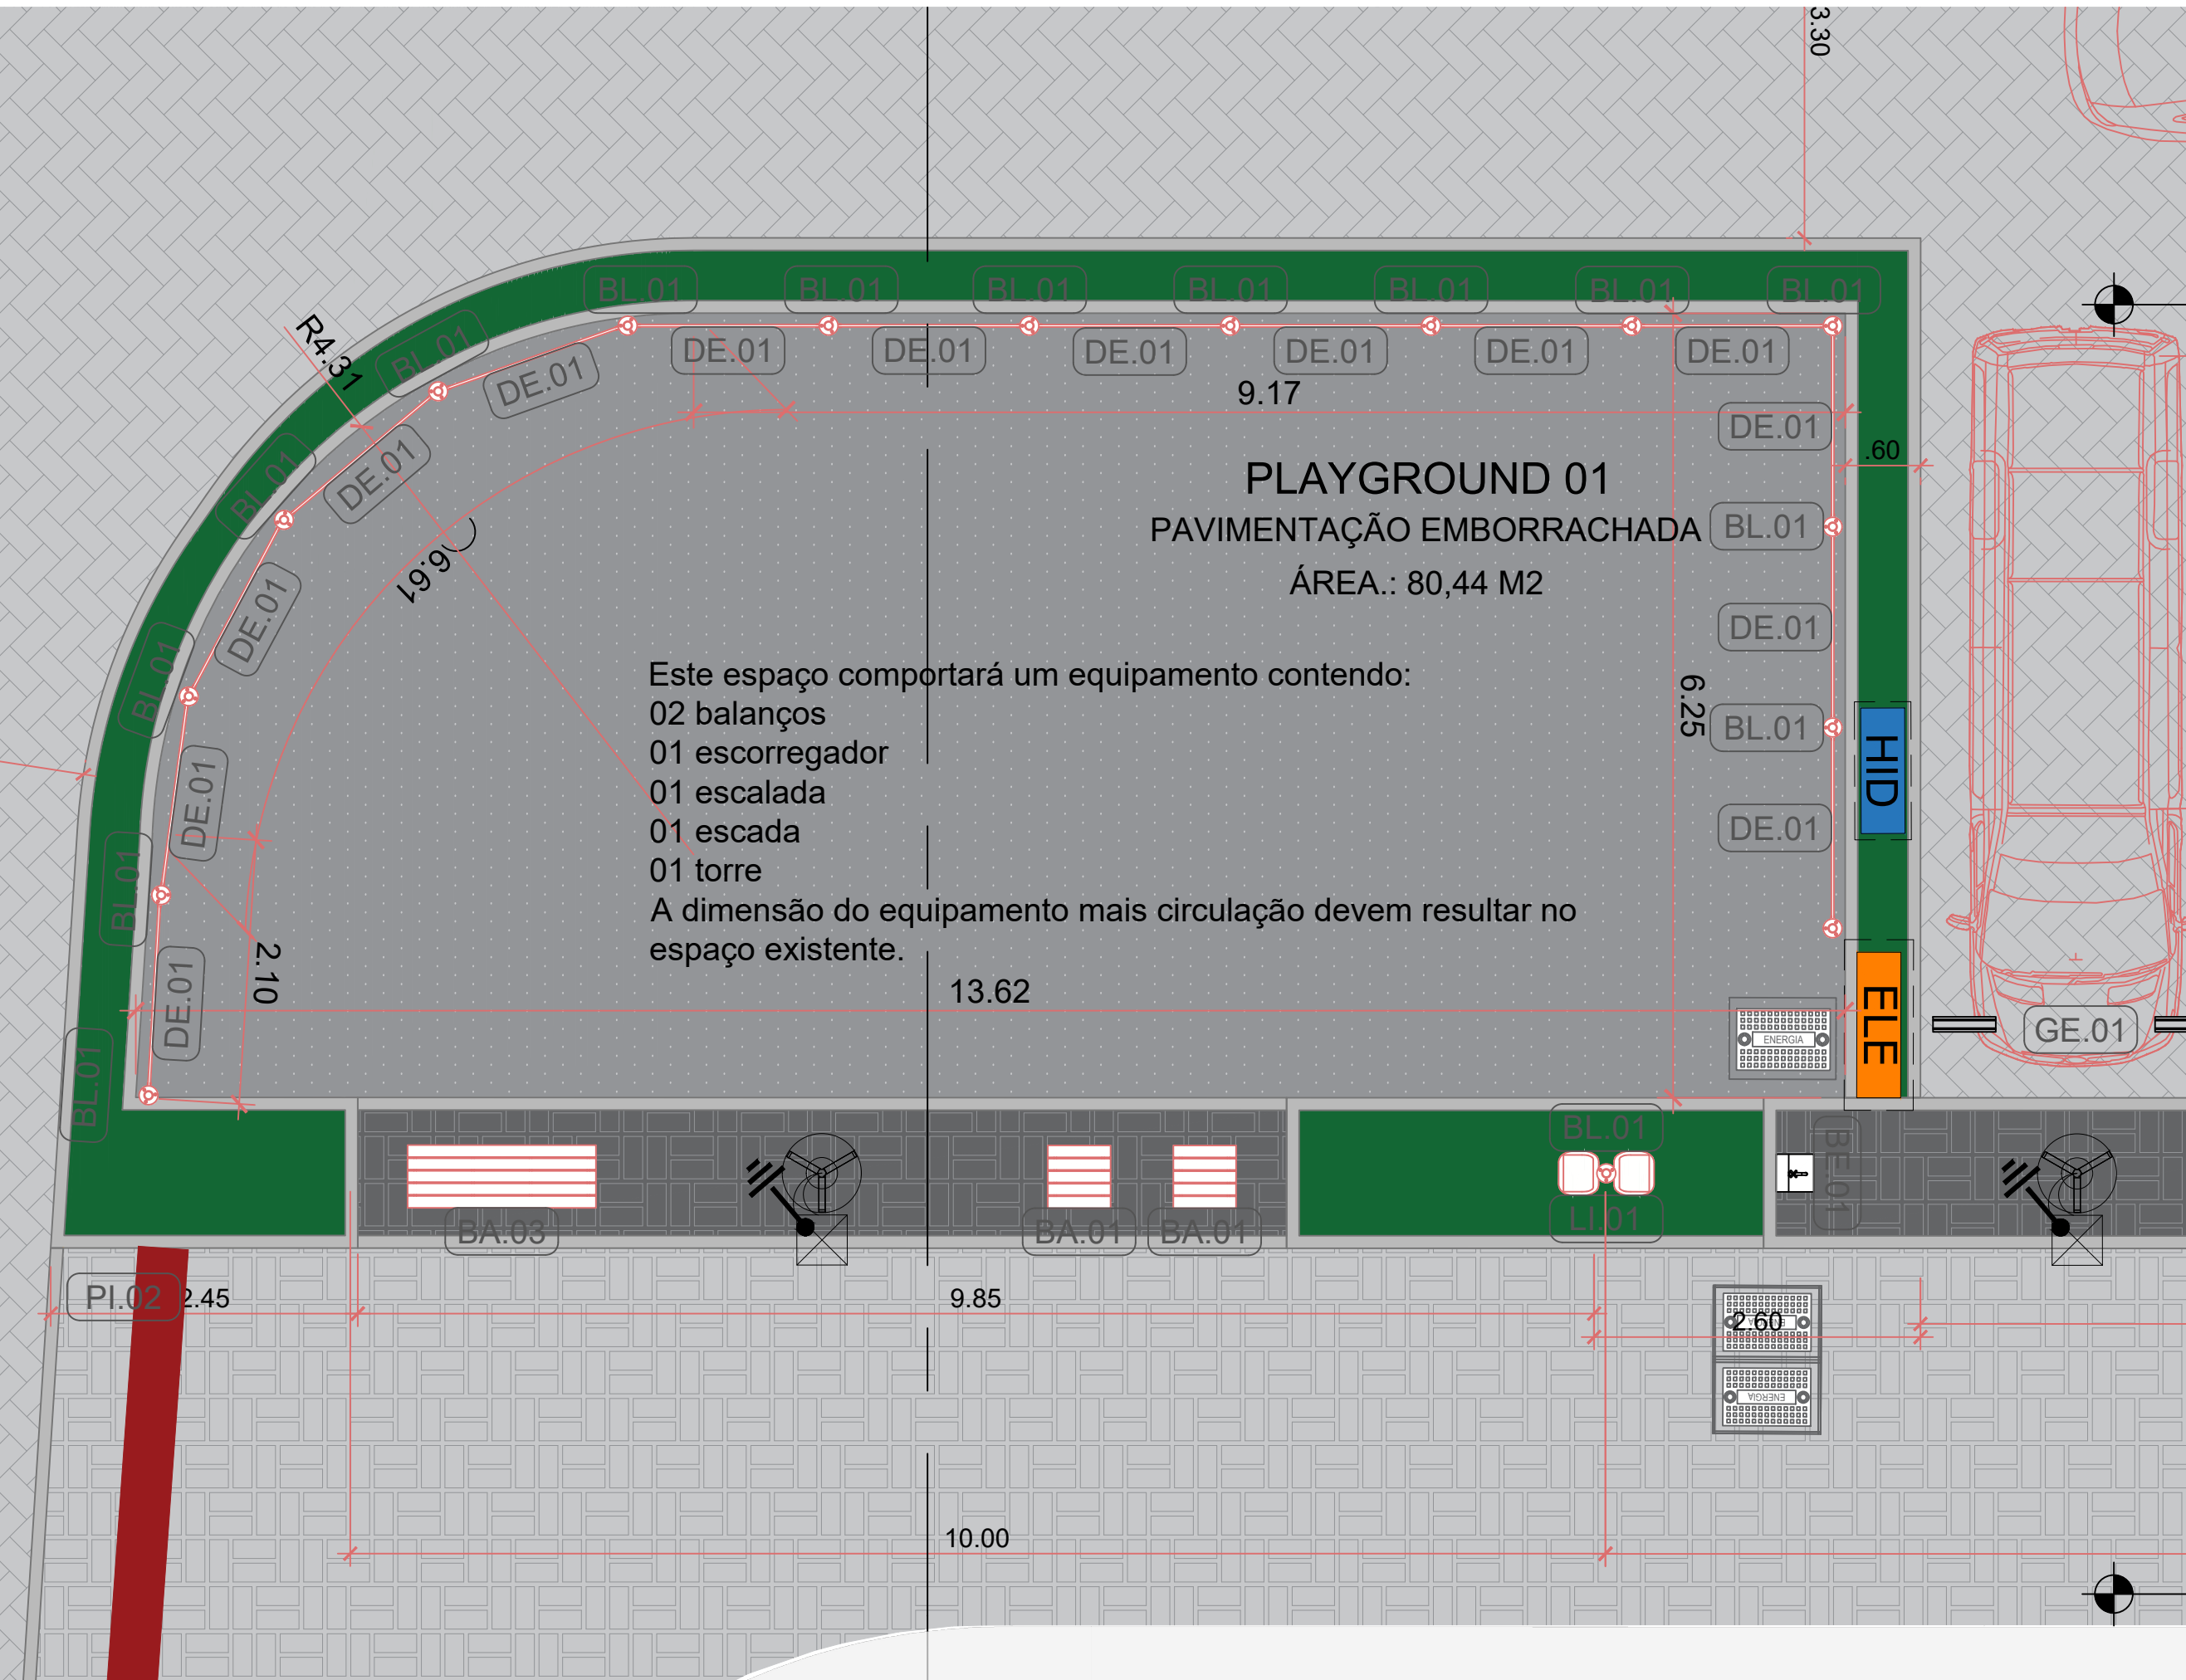 3.30
BL.01
BL.01
BL.01
BL.01
BL.01
BL.01
BL.01
R4.31
BL.01
DE.01
DE.01
DE.01
DE.01
DE.01
DE.01
DE.01
9.17
DE.01
.60
BL.01
DE.01
PLAYGROUND 01
PAVIMENTAÇÃO EMBORRACHADA
BL.01
ÁREA.: 80,44 M2
6.61
DE.01
DE.01
BL.01
Este espaço comportará um equipamento contendo:
02 balanços
01 escorregador
01 escalada
01 escada
01 torre
A dimensão do equipamento mais circulação devem resultar no
espaço existente.
6.25
BL.01
HID
DE.01
DE.01
BL.01
2.10
DE.01
13.62
ENERGIA
ELE
GE.01
BL.01
BL.01
BE.01
LI.01
BA.03
BA.01
BA.01
PI.02
2.45
9.85
2.60
ENERGIA
ENERGIA
10.00